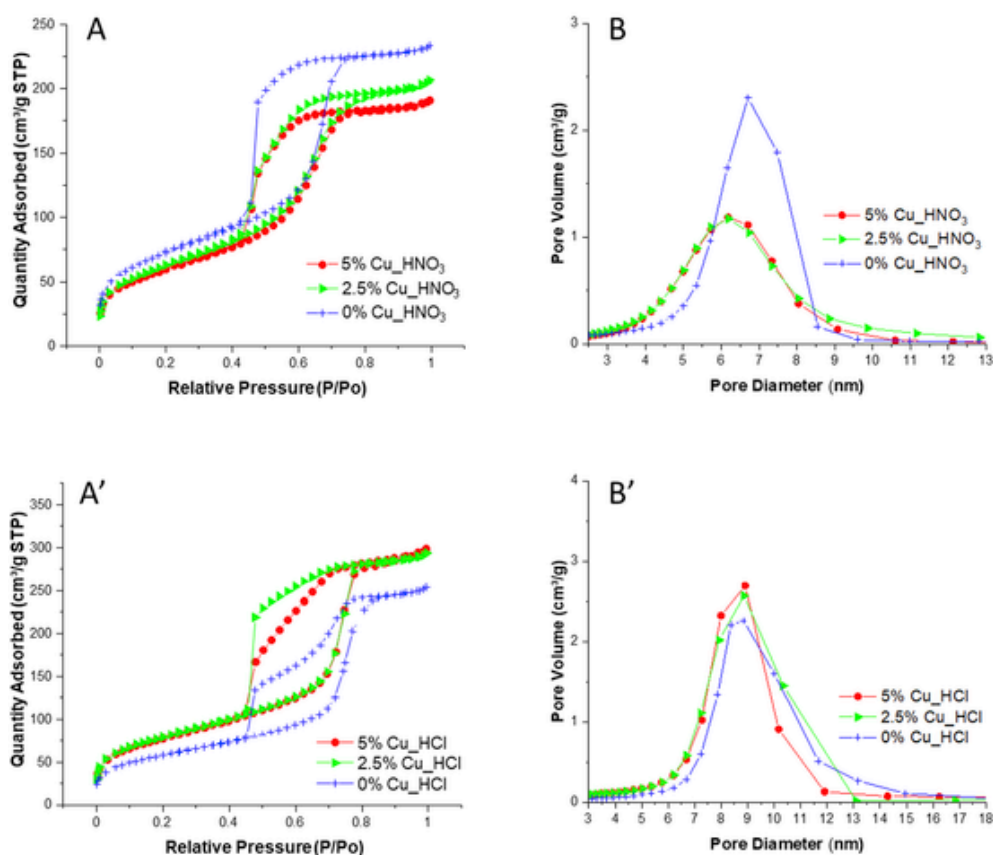 A
Quantity Adsorbed (cm³/g STP)
250
200
150
100
50
0
5% Cu_HNO₃
2.5% Cu_HNO₃
0% Cu_HNO₃
0 0.2 0.4 0.6 0.8 1
Relative Pressure (P/Po)
B
Pore Volume (cm³/g)
3
2
1
0
5% Cu_HNO₃
2.5% Cu_HNO₃
0% Cu_HNO₃
3 4 5 6 7 8 9 10 11 12 13
Pore Diameter (nm)
A’
Quantity Adsorbed (cm³/g STP)
350
300
250
200
150
100
50
0
5% Cu_HCl
2.5% Cu_HCl
0% Cu_HCl
0 0.2 0.4 0.6 0.8 1
Relative Pressure (P/Po)
B’
Pore Volume (cm³/g)
4
3
2
1
0
5% Cu_HCl
2.5% Cu_HCl
0% Cu_HCl
3 4 5 6 7 8 9 10 11 12 13 14 15 16 17 18
Pore Diameter (nm)